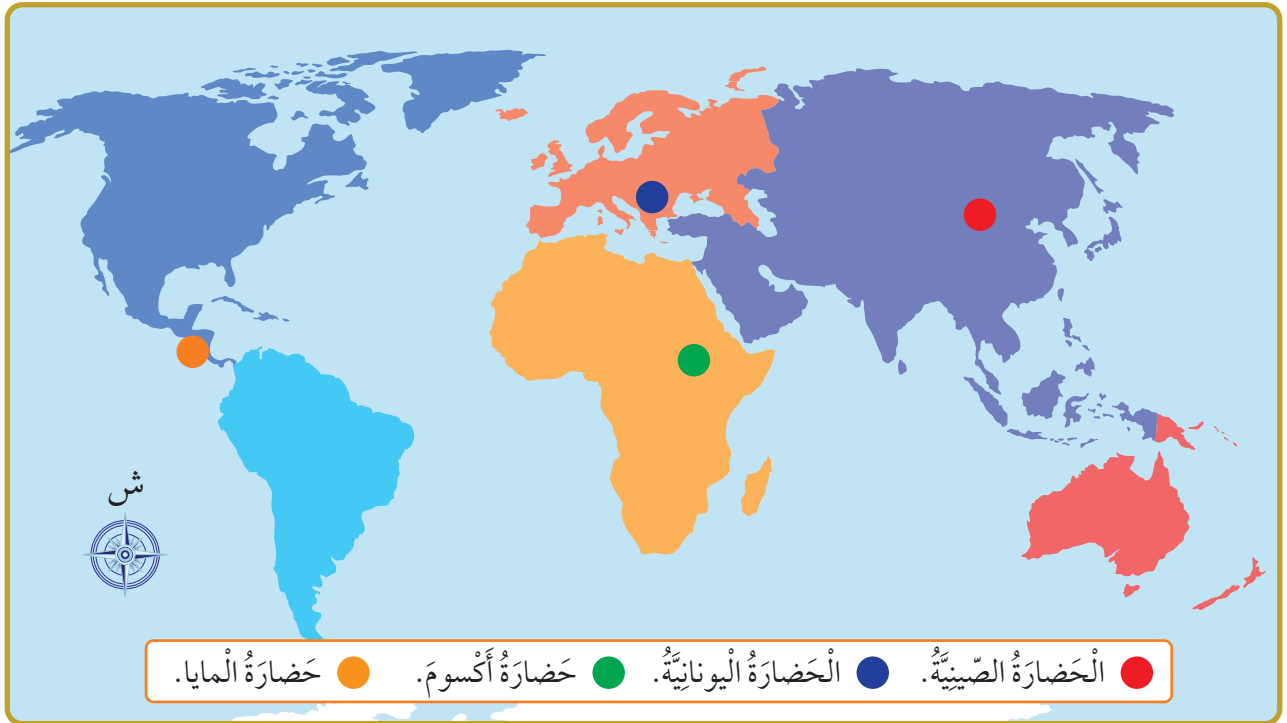 ش
الْحَضارَةُ الصّينِيَّةُ. الْحَضارَةُ الْيونانِيَّةُ. حَضارَةُ أَكْسومَ. حَضارَةُ الْمايا.